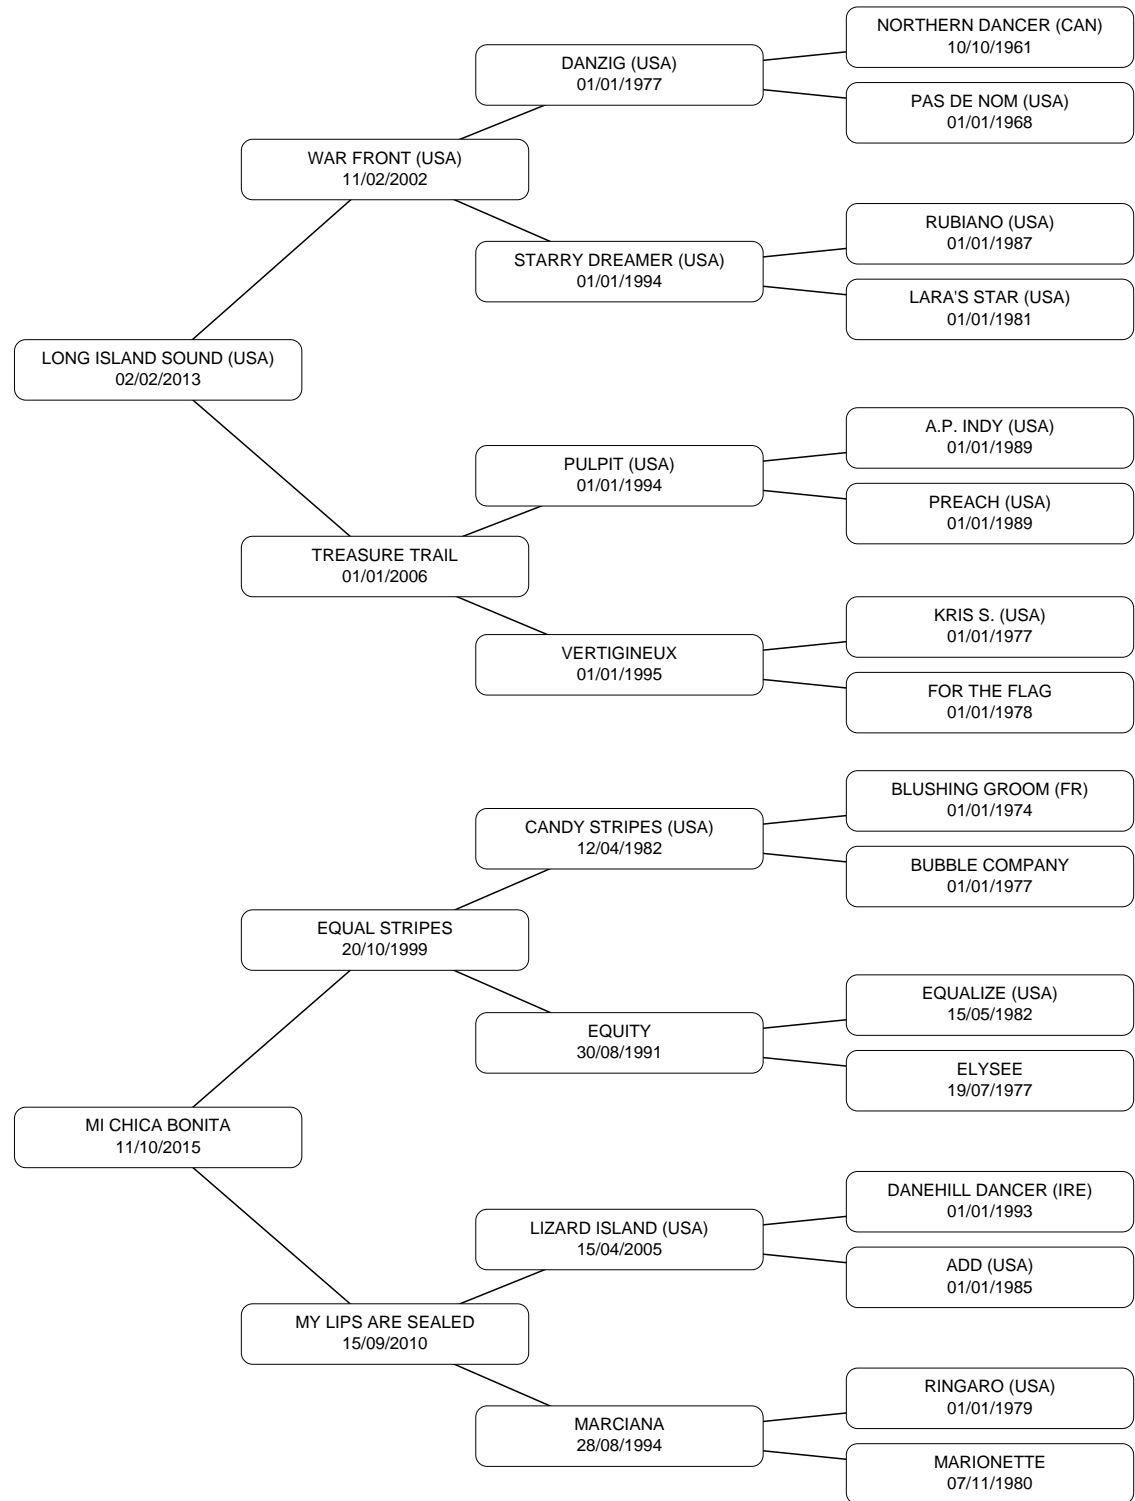 NORTHERN DANCER (CAN)
10/10/1961
DANZIG (USA)
01/01/1977
PAS DE NOM (USA)
01/01/1968
WAR FRONT (USA)
11/02/2002
RUBIANO (USA)
01/01/1987
STARRY DREAMER (USA)
01/01/1994
LARA'S STAR (USA)
01/01/1981
LONG ISLAND SOUND (USA)
02/02/2013
A.P. INDY (USA)
01/01/1989
PULPIT (USA)
01/01/1994
PREACH (USA)
01/01/1989
TREASURE TRAIL
01/01/2006
KRIS S. (USA)
01/01/1977
VERTIGINEUX
01/01/1995
FOR THE FLAG
01/01/1978
BLUSHING GROOM (FR)
01/01/1974
CANDY STRIPES (USA)
12/04/1982
BUBBLE COMPANY
01/01/1977
EQUAL STRIPES
20/10/1999
EQUALIZE (USA)
15/05/1982
EQUITY
30/08/1991
ELYSEE
19/07/1977
MI CHICA BONITA
11/10/2015
DANEHILL DANCER (IRE)
01/01/1993
LIZARD ISLAND (USA)
15/04/2005
ADD (USA)
01/01/1985
MY LIPS ARE SEALED
15/09/2010
RINGARO (USA)
01/01/1979
MARCIANA
28/08/1994
MARIONETTE
07/11/1980